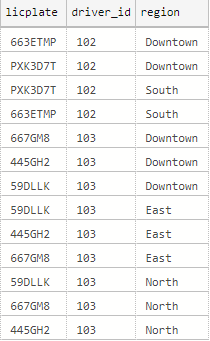 licplate driver_id region
663ETMP 102 Downtown
PXK3D7T 102 Downtown
PXK3D7T 102 South
663ETMP 102 South
667GM8 103 Downtown
445GH2 103 Downtown
59DLLK 103 Downtown
59DLLK 103 East
445GH2 103 East
667GM8 103 East
59DLLK 103 North
667GM8 103 North
445GH2 103 North